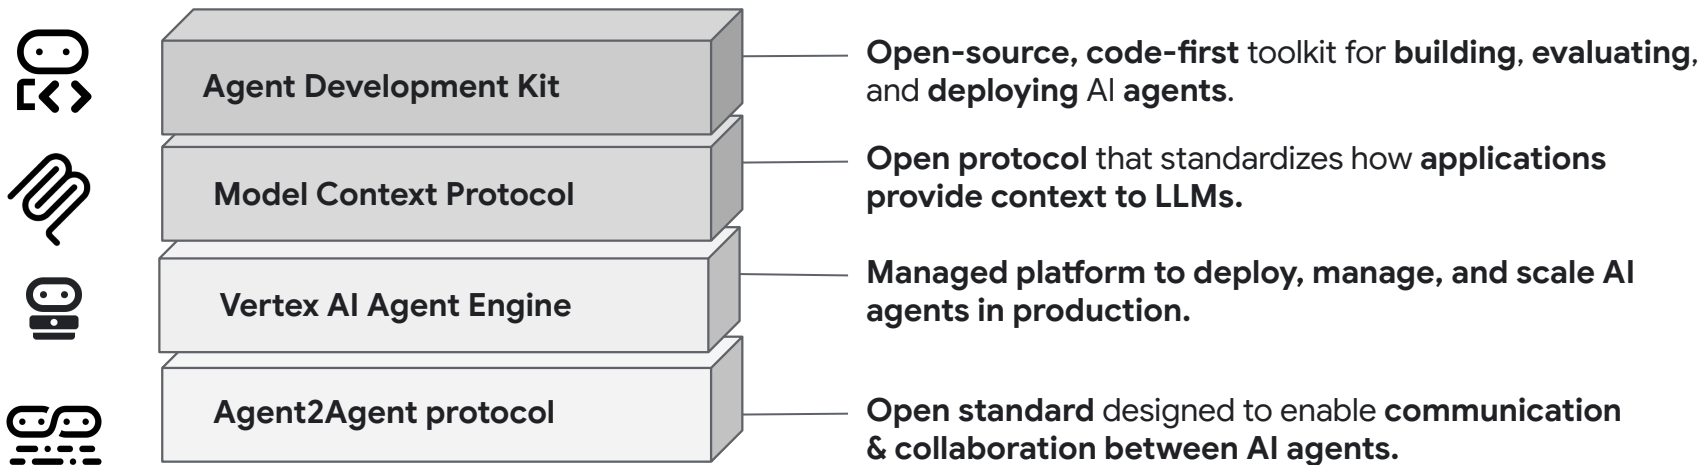 Agent Development Kit
Open-source, code-first toolkit for building, evaluating,
and deploying AI agents.
Model Context Protocol
Open protocol that standardizes how applications
provide context to LLMs.
Vertex AI Agent Engine
Managed platform to deploy, manage, and scale AI
agents in production.
Agent2Agent protocol
Open standard designed to enable communication
& collaboration between AI agents.